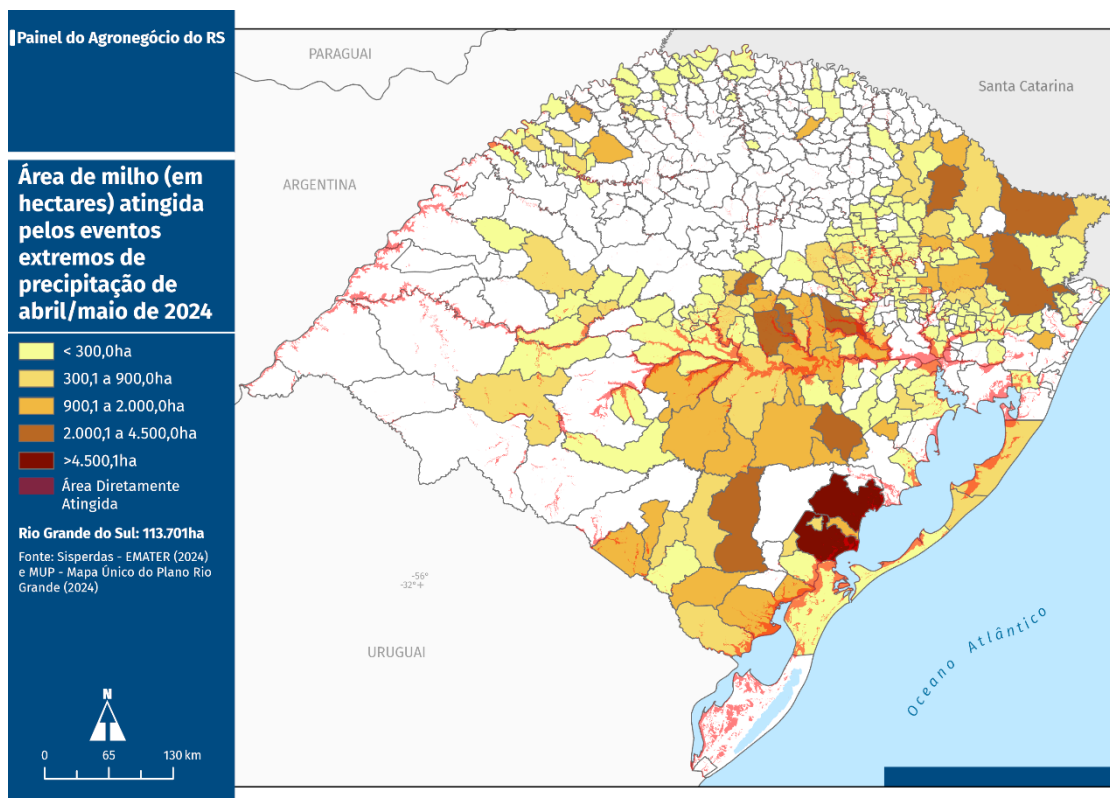 Painel do Agronegócio do RS
Área de milho (em
hectares) atingida
pelos eventos
extremos de
precipitação de
abril/maio de 2024
< 300,0ha
300,1 a 900,0ha
900,1 a 2.000,0ha
2.000,1 a 4.500,0ha
>4.500,1ha
Área Diretamente
Atingida
Rio Grande do Sul: 113.701ha
Fonte: Sisperdas - EMATER (2024)
e MUP - Mapa Único do Plano Rio
Grande (2024)
N
0 65 130 km
PARAGUAI
Santa Catarina
ARGENTINA
-56°
-32°
URUGUAI
Oceano Atlântico